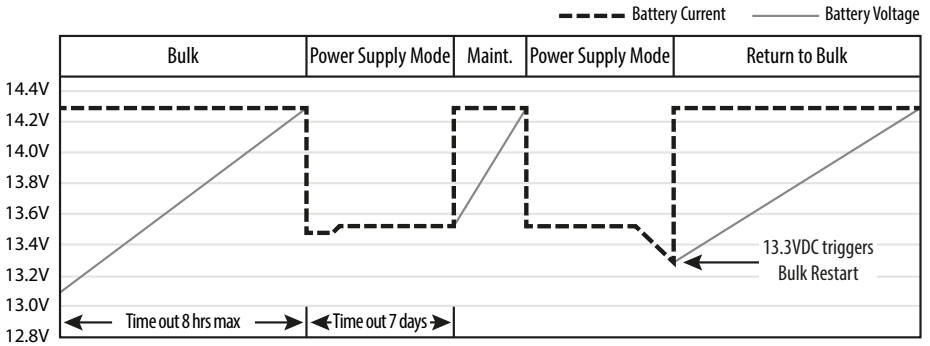 Battery Current
Battery Voltage
Bulk
Power Supply Mode
Maint.
Power Supply Mode
Return to Bulk
14.4V
14.2V
14.0V
13.8V
13.6V
13.4V
13.2V
13.0V
12.8V
13.3VDC triggers
Bulk Restart
Time out 8 hrs max
Time out 7 days